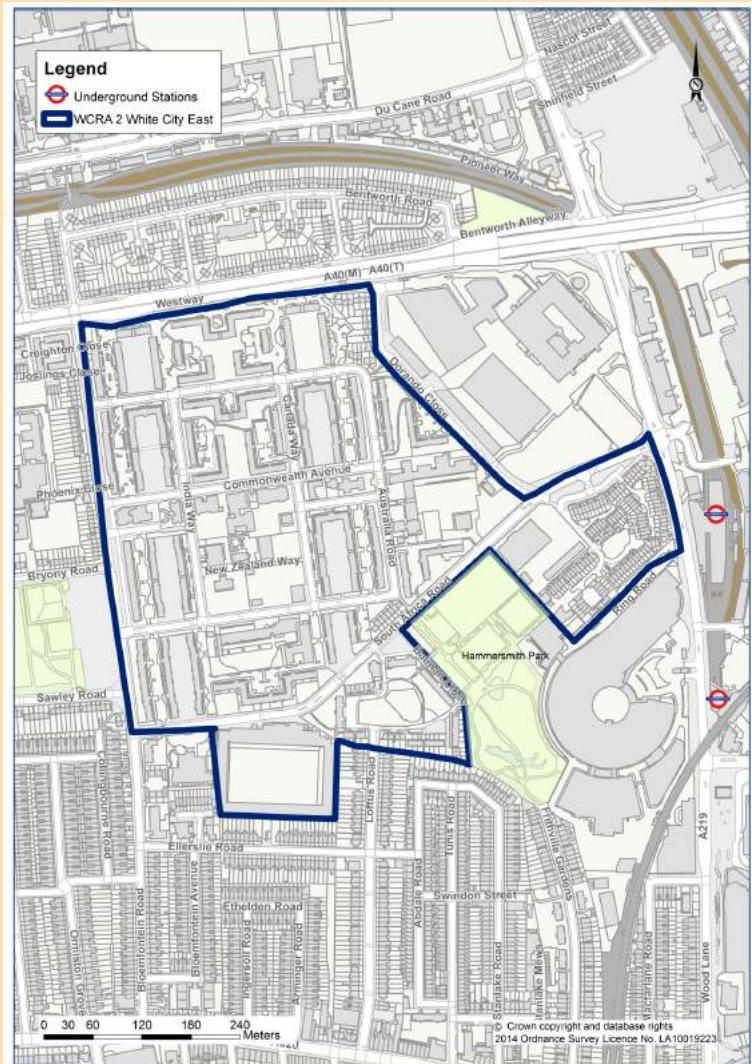 Legend
Underground Stations
WCRA 2 White City East
Nascot Street
Shinfield Street
Du Cane Road
Pioneer Way
Bentworth Road
Bentworth Alleyway
A40(M) A40(T)
Westway
Creighton Close
Joslings Close
Dorando Close
Canada Way
Commonwealth Avenue
Phoenix Close
India Way
Australia Road
New Zealand Way
Bryony Road
South Africa Road
Ring Road
Hammersmith Park
Sawley Road
Collingbourne Road
Loftus Road
A219
Tunis Road
Frithville Gardens
Ellerslie Road
Abdale Road
Swindon Street
Ethelden Road
Bloemfontein Road
Bloemfontein Avenue
Ingersoll Road
Arminger Road
Ormiston Grove
Stanlake Road
Stanlake Mews
Macfarlane Road
Wood Lane
0 30 60 120 180 240
Meters
A4020
© Crown copyright and database rights
2014 Ordnance Survey Licence No. LA10019223